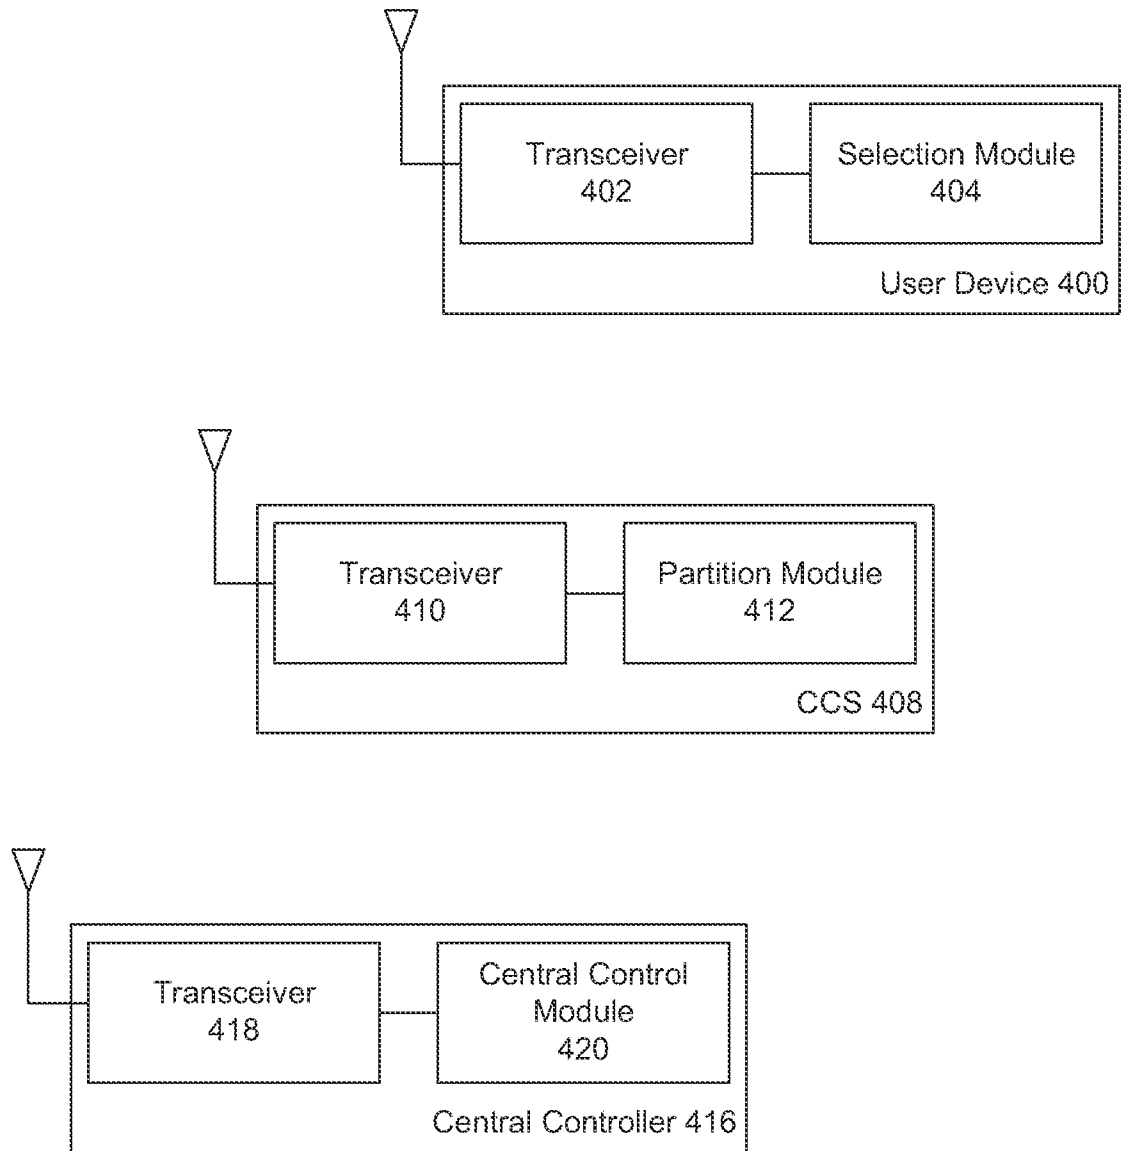 Transceiver
402
Selection Module
404
User Device 400
Transceiver
410
Partition Module
412
CCS 408
Transceiver
418
Central Control
Module
420
Central Controller 416